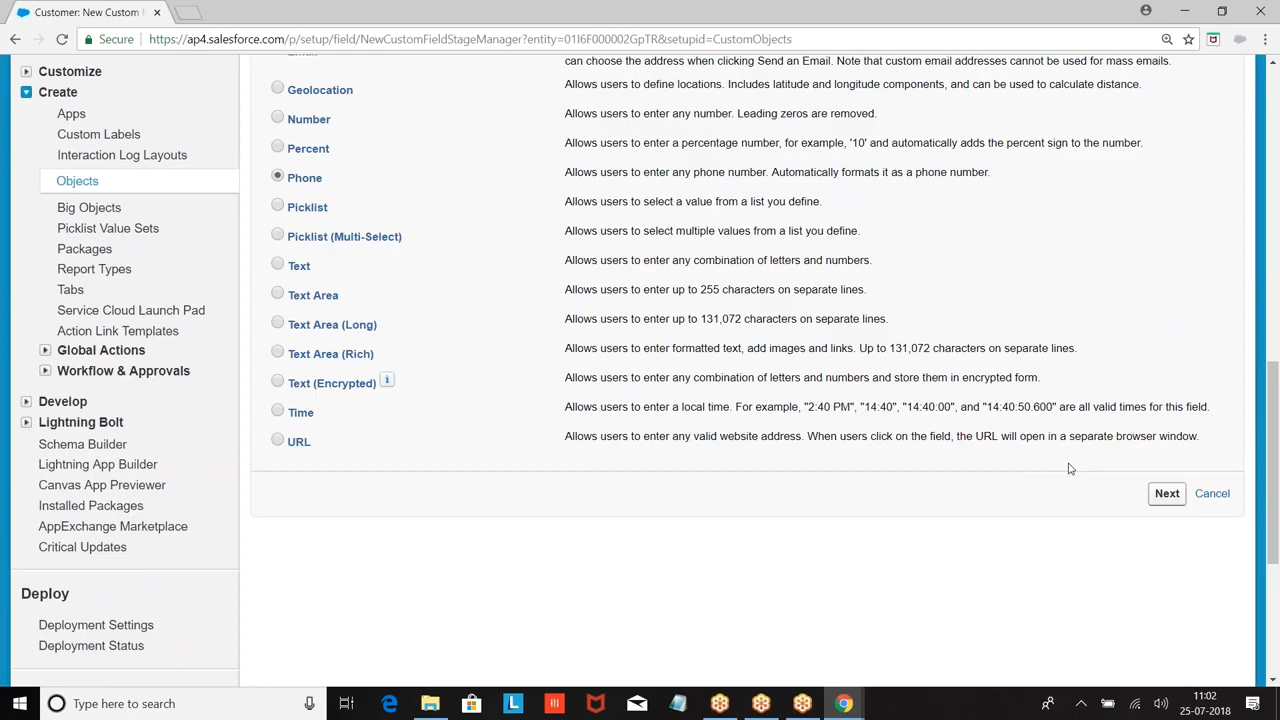 Customer: New Custom F
Secure https://ap4.salesforce.com/p/setup/field/NewCustomFieldStageManager?entity=01I6F000002GpTR&setupid=CustomObjects
Customize
Create
Apps
Custom Labels
Interaction Log Layouts
Objects
Big Objects
Picklist Value Sets
Packages
Report Types
Tabs
Service Cloud Launch Pad
Action Link Templates
Global Actions
Workflow & Approvals
Develop
Lightning Bolt
Schema Builder
Lightning App Builder
Canvas App Previewer
Installed Packages
AppExchange Marketplace
Critical Updates
Deploy
Deployment Settings
Deployment Status
can choose the address when clicking Send an Email. Note that custom email addresses cannot be used for mass emails.
Geolocation Allows users to define locations. Includes latitude and longitude components, and can be used to calculate distance.
Number Allows users to enter any number. Leading zeros are removed.
Percent Allows users to enter a percentage number, for example, '10' and automatically adds the percent sign to the number.
Phone Allows users to enter any phone number. Automatically formats it as a phone number.
Picklist Allows users to select a value from a list you define.
Picklist (Multi-Select) Allows users to select multiple values from a list you define.
Text Allows users to enter any combination of letters and numbers.
Text Area Allows users to enter up to 255 characters on separate lines.
Text Area (Long) Allows users to enter up to 131,072 characters on separate lines.
Text Area (Rich) Allows users to enter formatted text, add images and links. Up to 131,072 characters on separate lines.
Text (Encrypted) i Allows users to enter any combination of letters and numbers and store them in encrypted form.
Time Allows users to enter a local time. For example, "2:40 PM", "14:40", "14:40:00", and "14:40:50.600" are all valid times for this field.
URL Allows users to enter any valid website address. When users click on the field, the URL will open in a separate browser window.
Next Cancel
Type here to search
L
11:02
25-07-2018